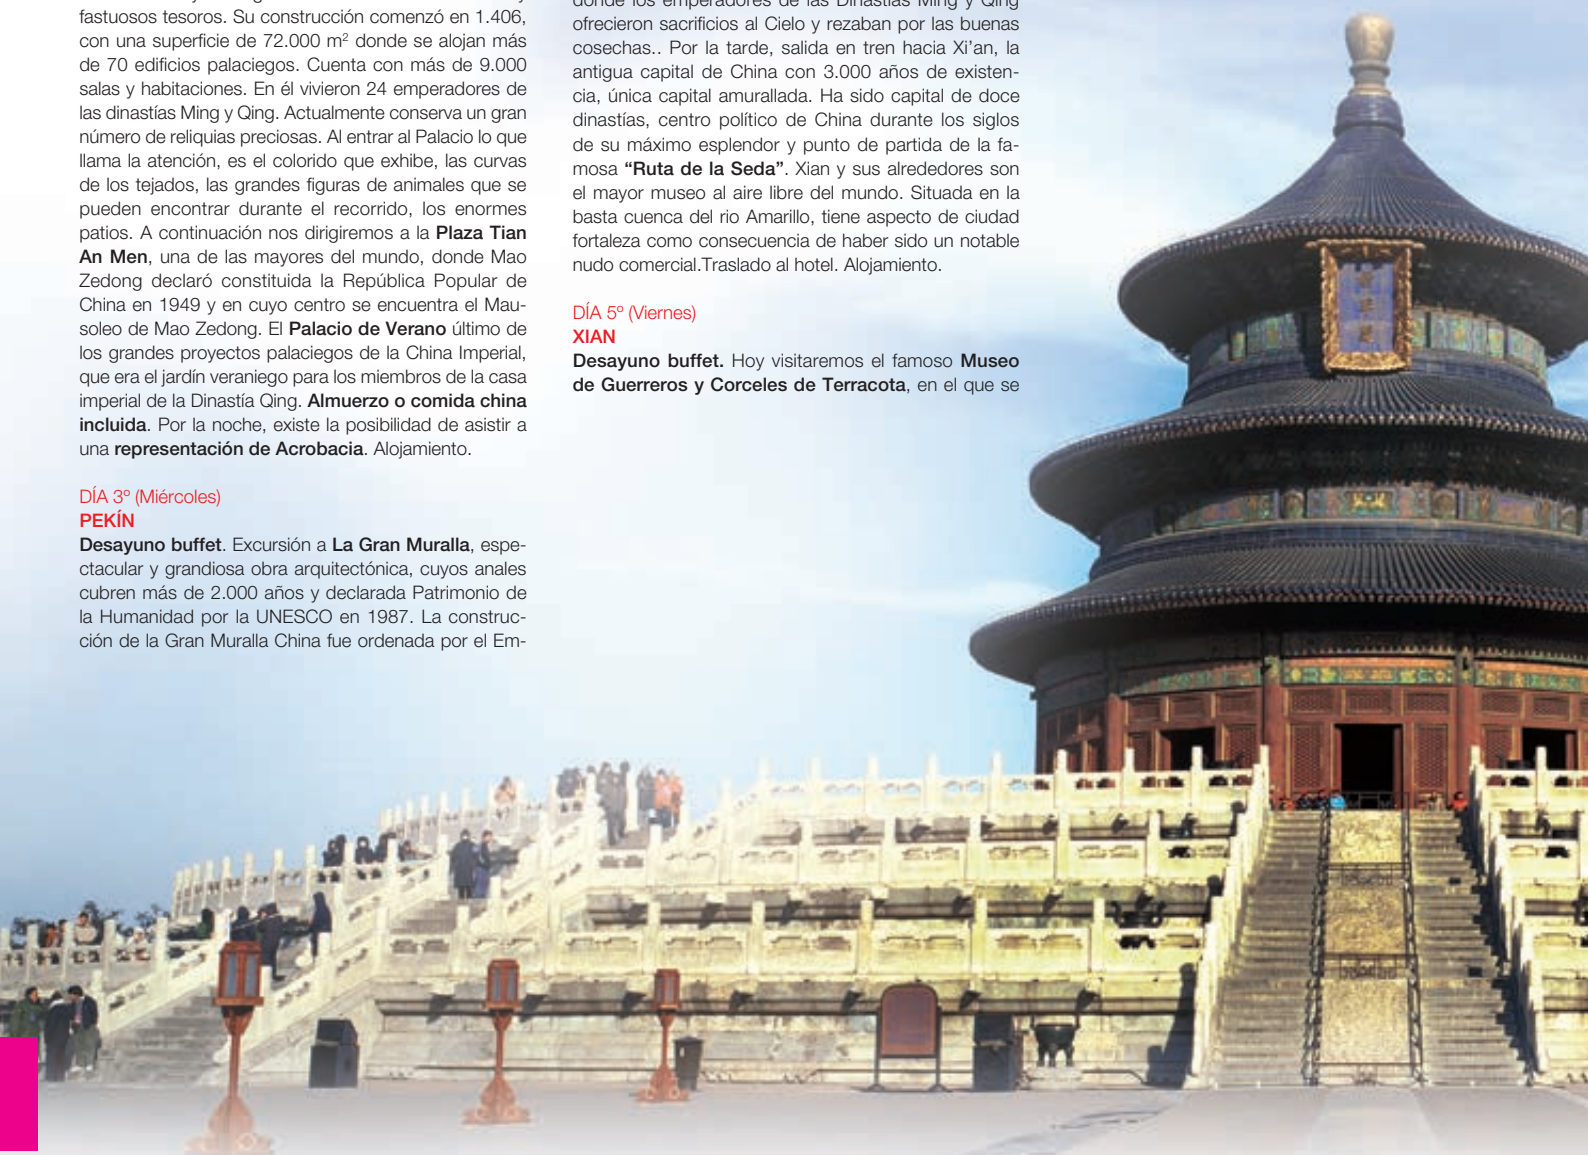 fastuosos tesoros. Su construcción comenzó en 1.406,
con una superficie de 72.000 m² donde se alojan más
de 70 edificios palaciegos. Cuenta con más de 9.000
salas y habitaciones. En él vivieron 24 emperadores de
las dinastías Ming y Qing. Actualmente conserva un gran
número de reliquias preciosas. Al entrar al Palacio lo que
llama la atención, es el colorido que exhibe, las curvas
de los tejados, las grandes figuras de animales que se
pueden encontrar durante el recorrido, los enormes
patios. A continuación nos dirigiremos a la Plaza Tian
An Men, una de las mayores del mundo, donde Mao
Zedong declaró constituida la República Popular de
China en 1949 y en cuyo centro se encuentra el Mau-
soleo de Mao Zedong. El Palacio de Verano último de
los grandes proyectos palaciegos de la China Imperial,
que era el jardín veraniego para los miembros de la casa
imperial de la Dinastía Qing. Almuerzo o comida china
incluida. Por la noche, existe la posibilidad de asistir a
una representación de Acrobacia. Alojamiento.
DÍA 3º (Miércoles)
PEKÍN
Desayuno buffet. Excursión a La Gran Muralla, espe-
ctacular y grandiosa obra arquitectónica, cuyos anales
cubren más de 2.000 años y declarada Patrimonio de
la Humanidad por la UNESCO en 1987. La construc-
ción de la Gran Muralla China fue ordenada por el Em-
donde los emperadores de las Dinastías Ming y Qing
ofrecieron sacrificios al Cielo y rezaban por las buenas
cosechas.. Por la tarde, salida en tren hacia Xi’an, la
antigua capital de China con 3.000 años de existen-
cia, única capital amurallada. Ha sido capital de doce
dinastías, centro político de China durante los siglos
de su máximo esplendor y punto de partida de la fa-
mosa “Ruta de la Seda”. Xian y sus alrededores son
el mayor museo al aire libre del mundo. Situada en la
basta cuenca del rio Amarillo, tiene aspecto de ciudad
fortaleza como consecuencia de haber sido un notable
nudo comercial.Traslado al hotel. Alojamiento.
DÍA 5º (Viernes)
XIAN
Desayuno buffet. Hoy visitaremos el famoso Museo
de Guerreros y Corceles de Terracota, en el que se